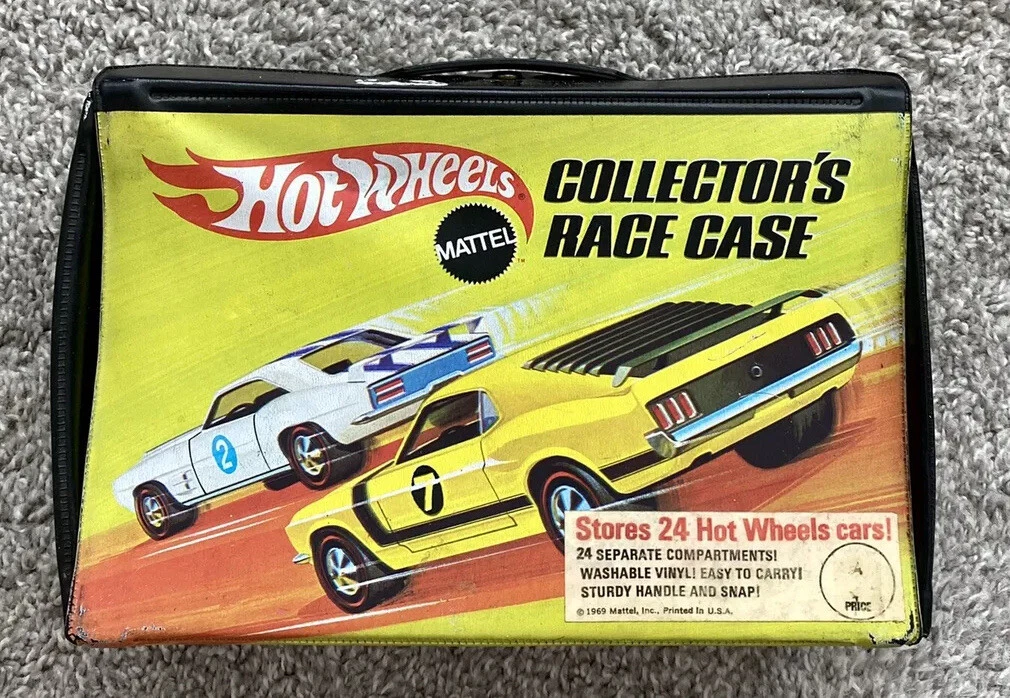 HOT WHEELS®
MATTEL™
COLLECTOR'S
RACE CASE
2
7
Stores 24 Hot Wheels cars!
24 SEPARATE COMPARTMENTS!
WASHABLE VINYL! EASY TO CARRY!
STURDY HANDLE AND SNAP!
© 1969 Mattel, Inc., Printed in U.S.A.
A
PRICE